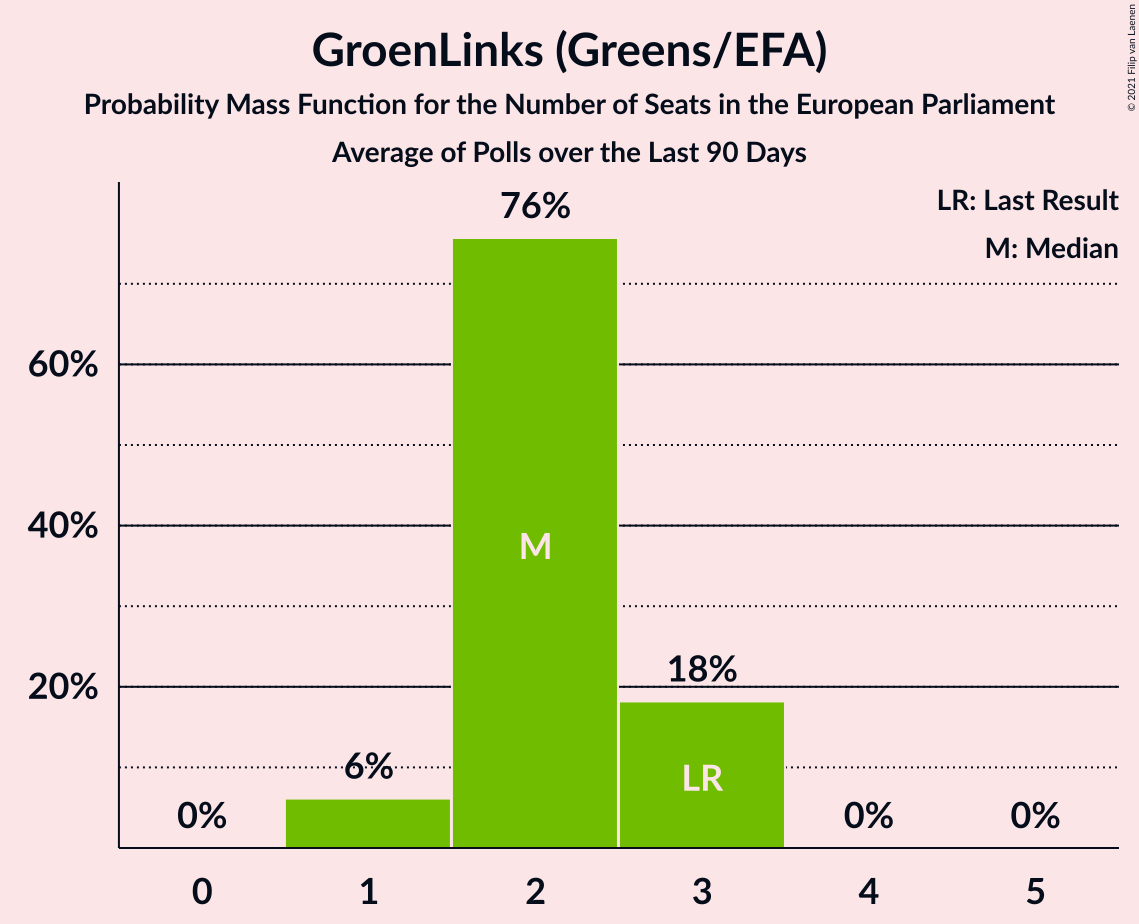 GroenLinks (Greens/EFA)
Probability Mass Function for the Number of Seats in the European Parliament
Average of Polls over the Last 90 Days
© 2021 Filip van Laenen
LR: Last Result
M: Median
76%
60%
40%
M
20%
18%
6%
LR
0%
0%
0%
0 1 2 3 4 5